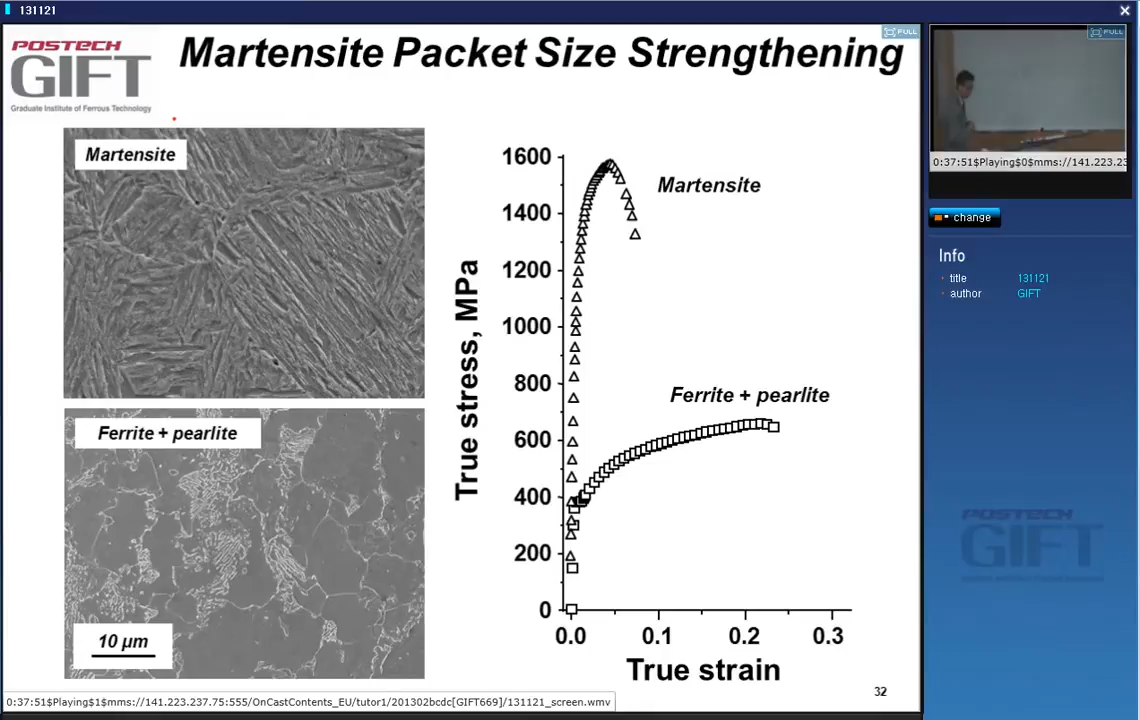 131121
POSTECH
GIFT
Graduate Institute of Ferrous Technology
Martensite Packet Size Strengthening
FULL
Martensite
Ferrite + pearlite
10 μm
True stress, MPa
1600
1400
1200
1000
800
600
400
200
0
0.0 0.1 0.2 0.3
True strain
Martensite
Ferrite + pearlite
32
0:37:51$Playing$1$mms://141.223.237.75:555/OnCastContents_EU/tutor1/201302bcdc[GIFT669]/131121_screen.wmv
FULL
0:37:51$Playing$0$mms://141.223.23
change
Info
title 131121
author GIFT
POSTECH
GIFT